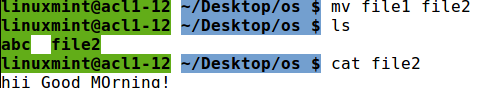 linuxmint@acl1-12 ~/Desktop/os $ mv file1 file2
linuxmint@acl1-12 ~/Desktop/os $ ls
abc  file2
linuxmint@acl1-12 ~/Desktop/os $ cat file2
hii Good MOrning!